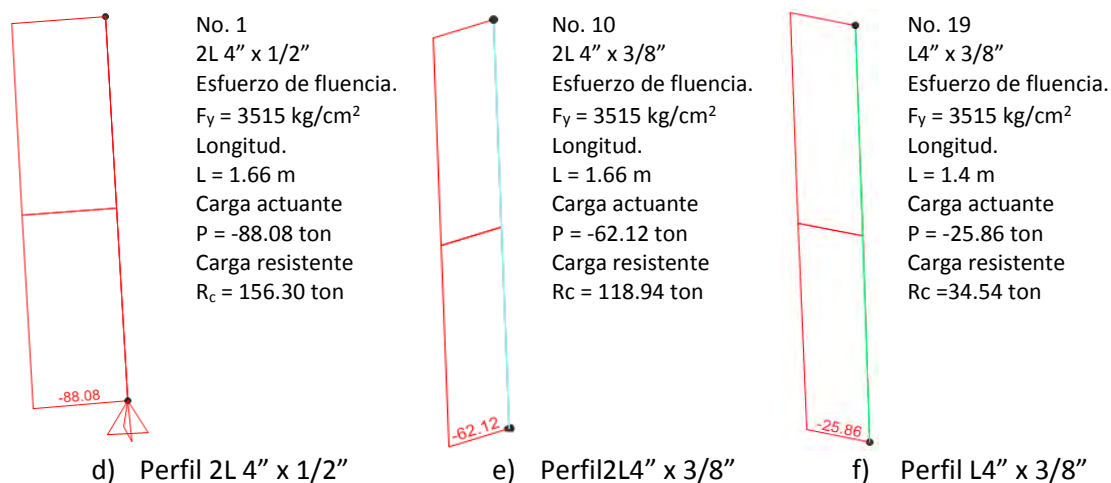 No. 1
2L 4” x 1/2”
Esfuerzo de fluencia.
Fy = 3515 kg/cm²
Longitud.
L = 1.66 m
Carga actuante
P = -88.08 ton
Carga resistente
Rc = 156.30 ton
-88.08
d) Perfil 2L 4” x 1/2”
No. 10
2L 4” x 3/8”
Esfuerzo de fluencia.
Fy = 3515 kg/cm²
Longitud.
L = 1.66 m
Carga actuante
P = -62.12 ton
Carga resistente
Rc = 118.94 ton
-62.12
e) Perfil2L4” x 3/8”
No. 19
L4” x 3/8”
Esfuerzo de fluencia.
Fy = 3515 kg/cm²
Longitud.
L = 1.4 m
Carga actuante
P = -25.86 ton
Carga resistente
Rc =34.54 ton
-25.86
f) Perfil L4” x 3/8”